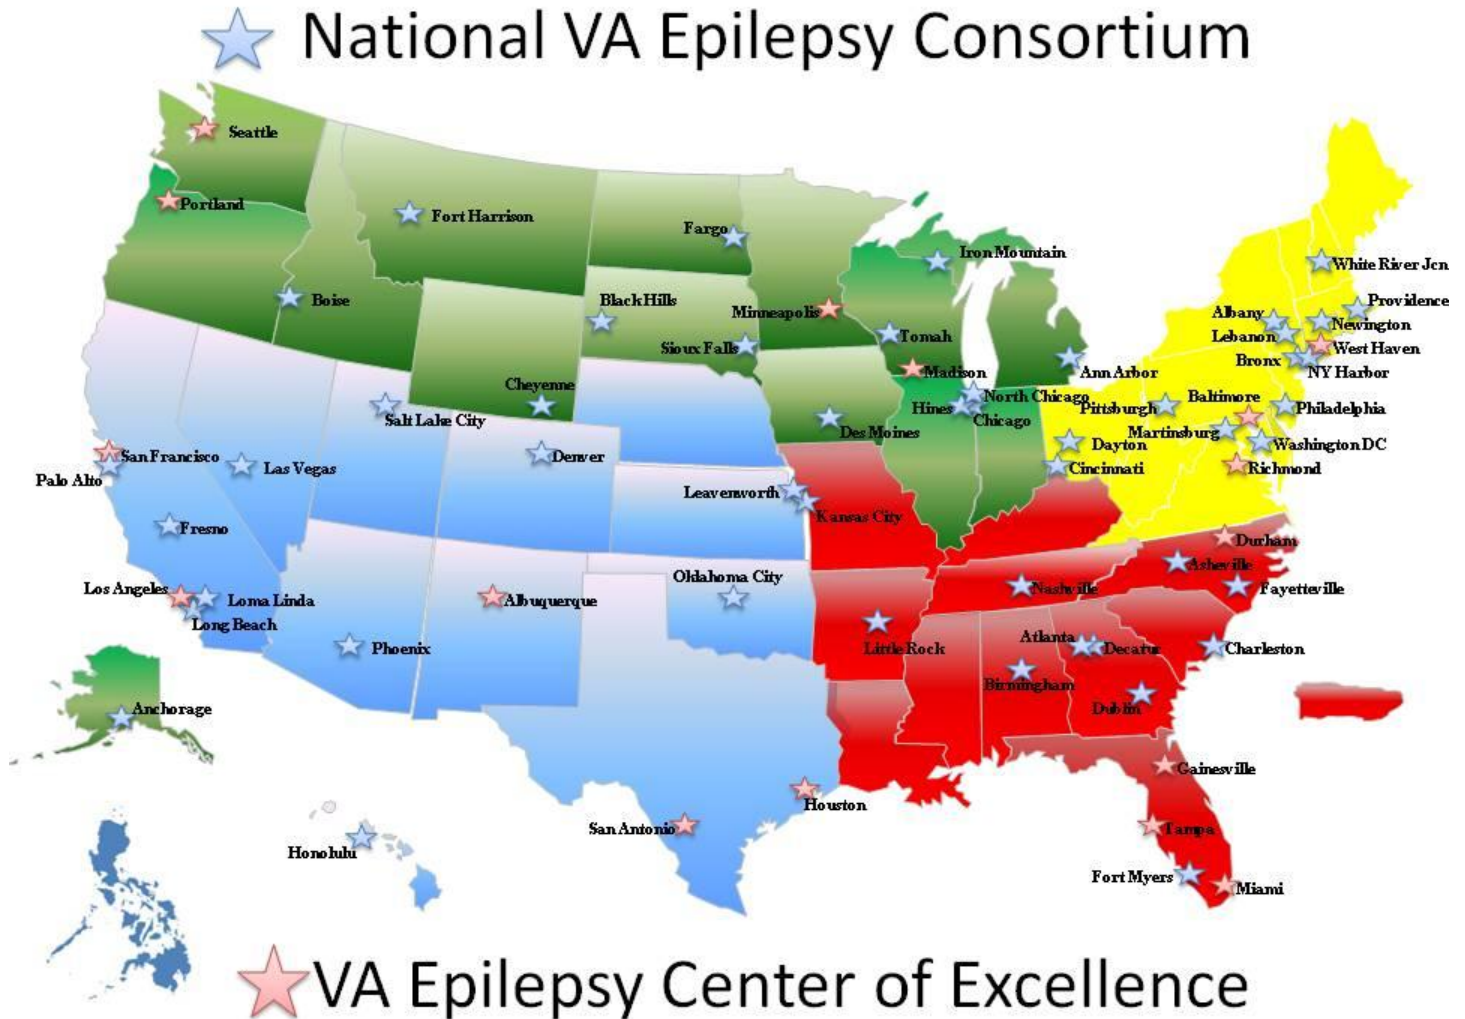 National VA Epilepsy Consortium
Seattle
Portland
Fort Harrison
Fargo
Iron Mountain
White River Jcn
Boise
Black Hills
Minneapolis
Providence
Albany
Newington
Tomah
Lebanon
Sioux Falls
West Haven
Bronx
NY Harbor
Madison
Ann Arbor
Cheyenne
North Chicago
Baltimore
Hines
Pittsburgh
Philadelphia
Salt Lake City
Chicago
Des Moines
Martinsburg
Dayton
Washington DC
San Francisco
Las Vegas
Denver
Cincinnati
Richmond
Palo Alto
Leavenworth
Kansas City
Fresno
Durham
Asheville
Oklahoma City
Los Angeles
Nashville
Fayetteville
Loma Linda
Albuquerque
Long Beach
Atlanta
Phoenix
Little Rock
Decatur
Charleston
Birmingham
Anchorage
Dublin
Gainesville
Houston
San Antonio
Tampa
Honolulu
Fort Myers
Miami
VA Epilepsy Center of Excellence